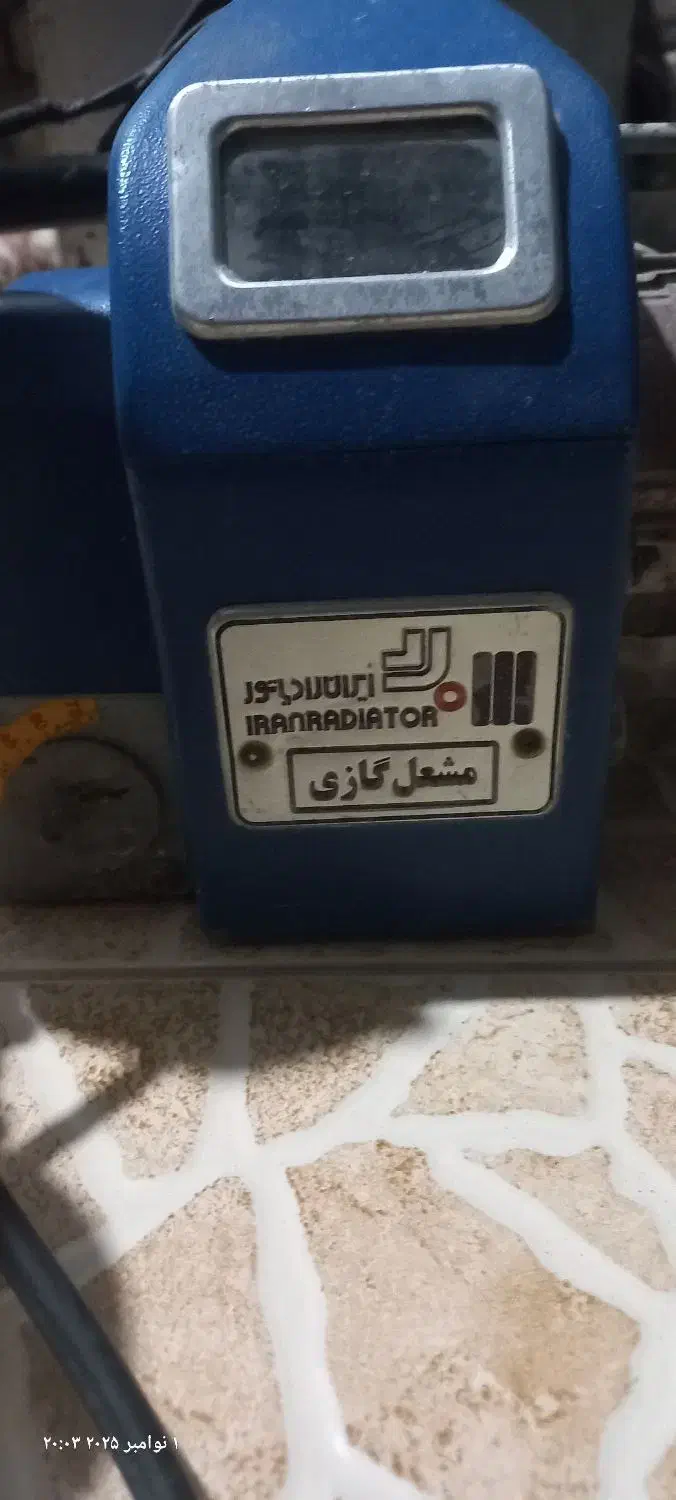 ایران رادیاتور
IRANRADIATOR
مشعل گازی
۱ نوامبر ۲۰۲۵ ۲۰:۰۳